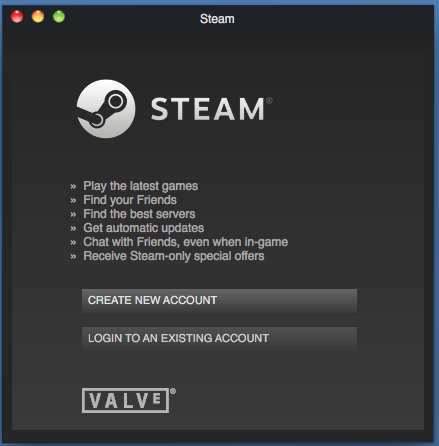 Steam
STEAM®
» Play the latest games
» Find your Friends
» Find the best servers
» Get automatic updates
» Chat with Friends, even when in-game
» Receive Steam-only special offers
CREATE NEW ACCOUNT
LOGIN TO AN EXISTING ACCOUNT
VALVE®